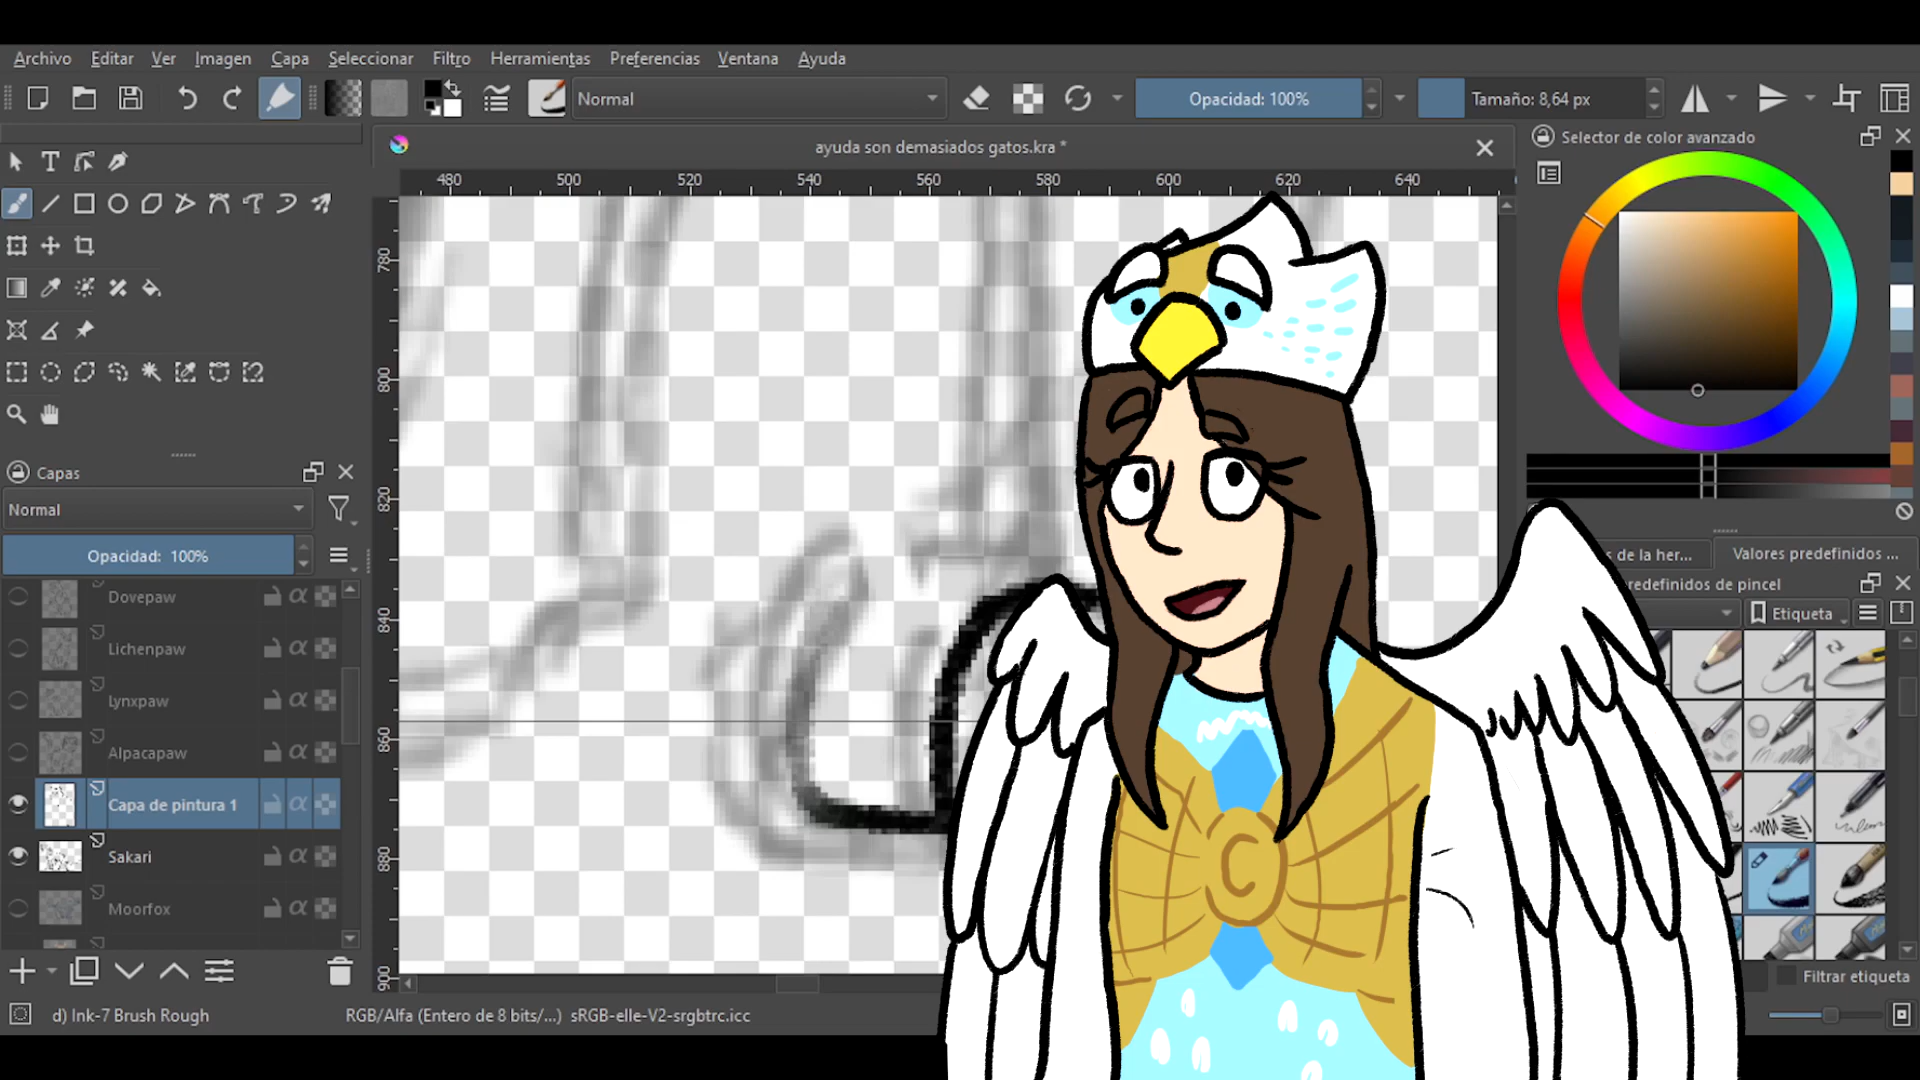 Archivo Editar Ver Imagen Capa Seleccionar Filtro Herramientas Preferencias Ventana Ayuda
Normal Opacidad: 100% Tamaño: 8,64 px
ayuda son demasiados gatos.kra *
Selector de color avanzado
480 500 520 540 560 580 600 620 640
780
800
820
840
860
880
900
Capas
Normal
Opacidad: 100%
Dovepaw
Lichenpaw
Lynxpaw
Alpacapaw
Capa de pintura 1
Sakari
Moorfox
s de la her... Valores predefinidos ...
redefinidos de pincel
Etiqueta
Filtrar etiqueta
C
d) Ink-7 Brush Rough RGB/Alfa (Entero de 8 bits/...) sRGB-elle-V2-srgbtrc.icc